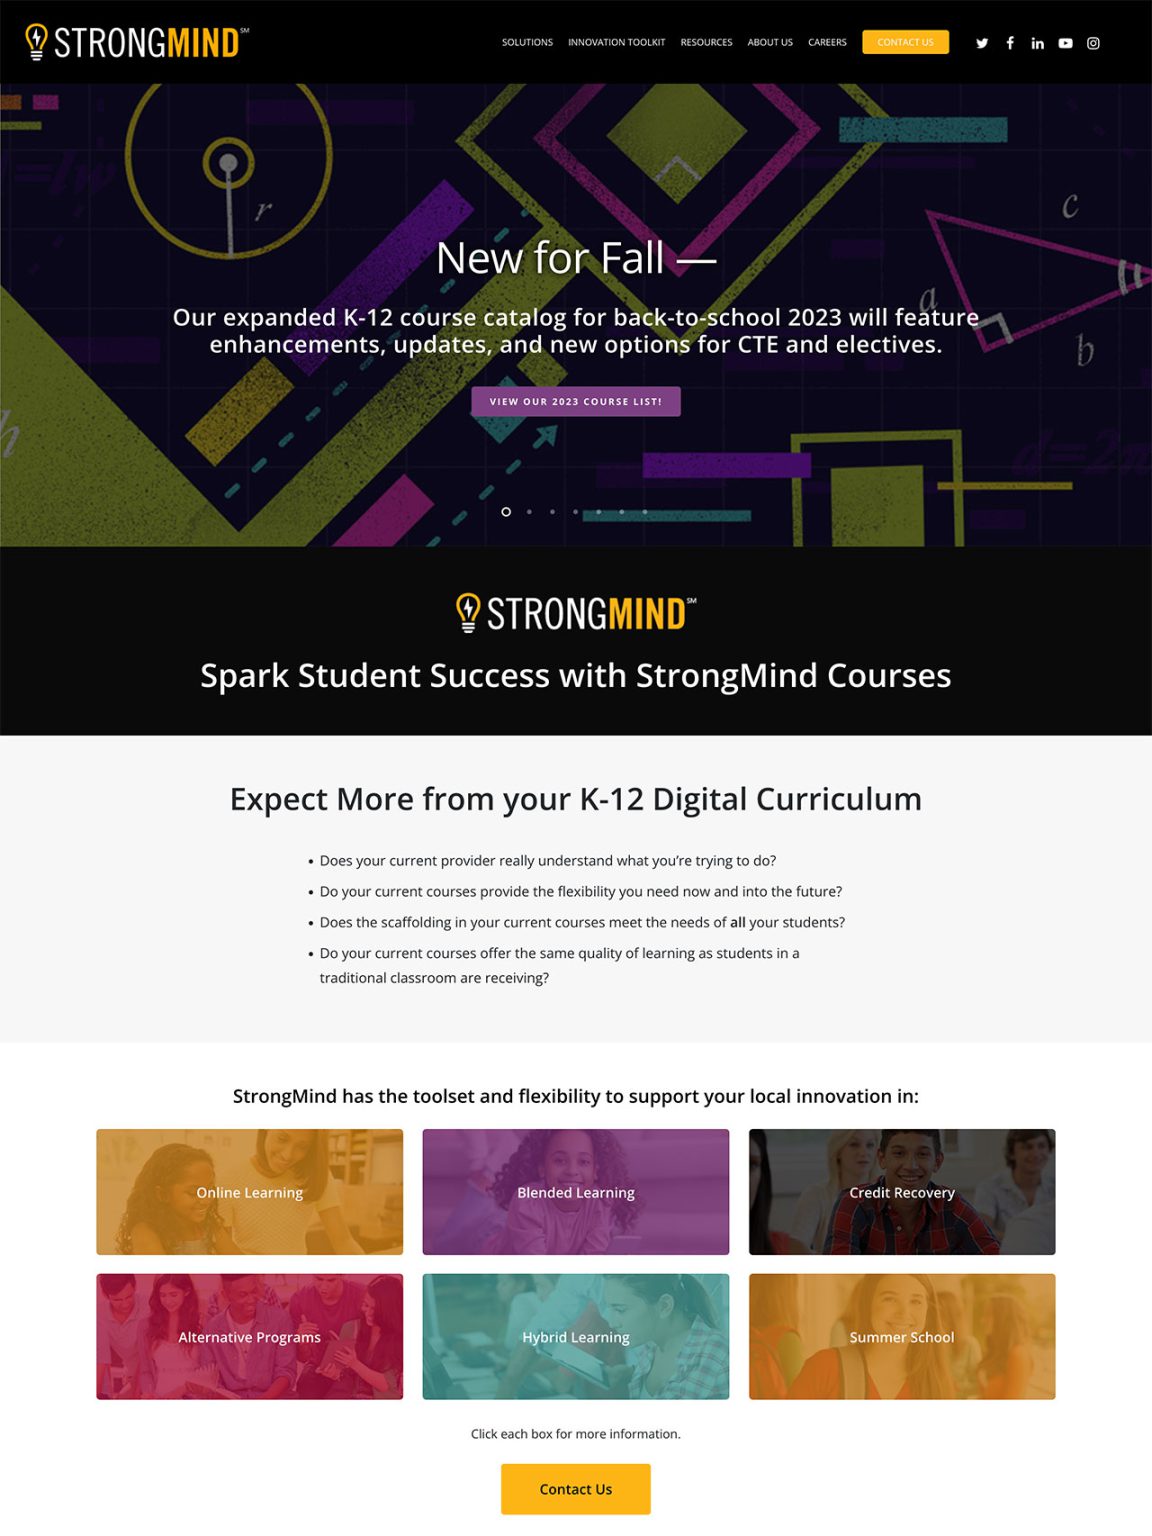 STRONGMIND℠
SOLUTIONS INNOVATION TOOLKIT RESOURCES ABOUT US CAREERS CONTACT US
r
c
a
b
h
d=2π
New for Fall —
Our expanded K-12 course catalog for back-to-school 2023 will feature
enhancements, updates, and new options for CTE and electives.
VIEW OUR 2023 COURSE LIST!
STRONGMIND℠
Spark Student Success with StrongMind Courses
Expect More from your K-12 Digital Curriculum
• Does your current provider really understand what you’re trying to do?
• Do your current courses provide the flexibility you need now and into the future?
• Does the scaffolding in your current courses meet the needs of all your students?
• Do your current courses offer the same quality of learning as students in a
traditional classroom are receiving?
StrongMind has the toolset and flexibility to support your local innovation in:
Online Learning
Blended Learning
Credit Recovery
Alternative Programs
Hybrid Learning
Summer School
Click each box for more information.
Contact Us